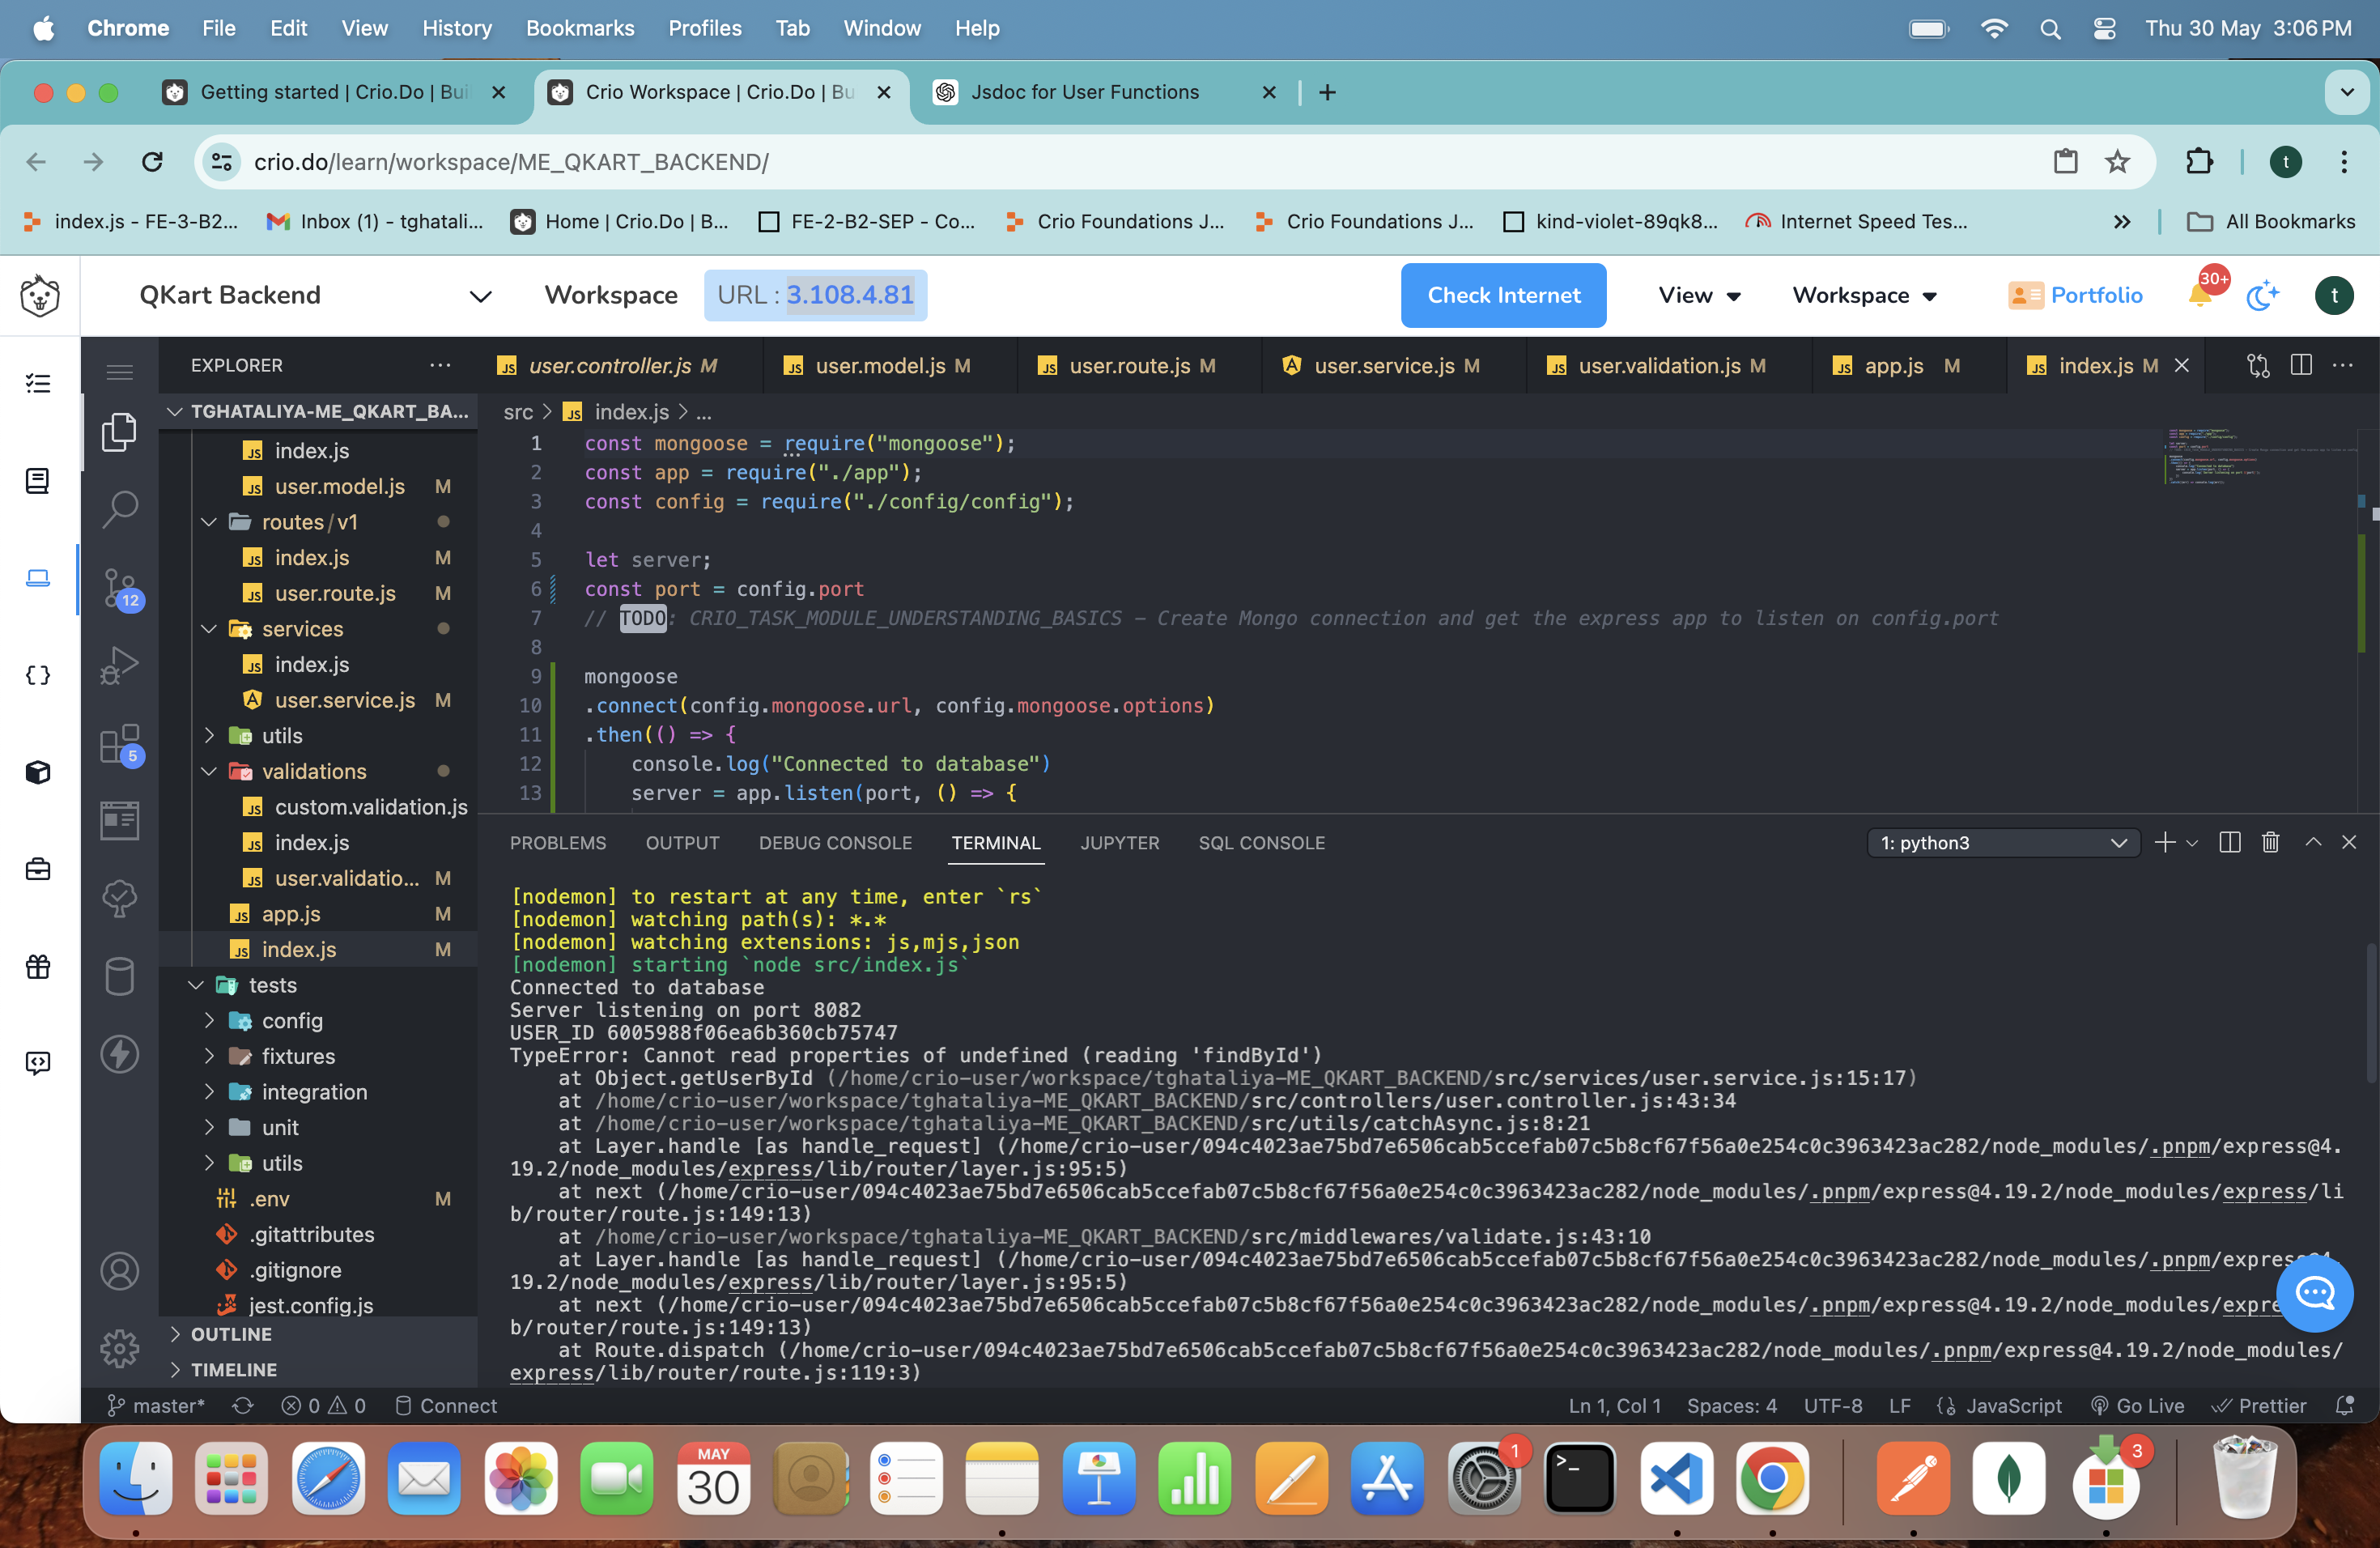 Chrome File Edit View History Bookmarks Profiles Tab Window Help Thu 30 May 3:06 PM
Getting started | Crio.Do | Bui Crio Workspace | Crio.Do | Bu Jsdoc for User Functions
crio.do/learn/workspace/ME_QKART_BACKEND/ t
index.js - FE-3-B2... Inbox (1) - tghatali... Home | Crio.Do | B... FE-2-B2-SEP - Co... Crio Foundations J... Crio Foundations J... kind-violet-89qk8... Internet Speed Tes... All Bookmarks
QKart Backend Workspace URL : 3.108.4.81 Check Internet View Workspace Portfolio 30+ t
EXPLORER
TGHATALIYA-ME_QKART_BA...
index.js
user.model.js M
routes/v1
index.js M
user.route.js M
services
index.js
user.service.js M
utils
validations
custom.validation.js
index.js
user.validatio... M
app.js M
index.js M
tests
config
fixtures
integration
unit
utils
.env M
.gitattributes
.gitignore
jest.config.js
OUTLINE
TIMELINE
12
5
user.controller.js M user.model.js M user.route.js M user.service.js M user.validation.js M app.js M index.js M
src > index.js > ...
1 const mongoose = require("mongoose");
2 const app = require("./app");
3 const config = require("./config/config");
4
5 let server;
6 const port = config.port
7 // TODO: CRIO_TASK_MODULE_UNDERSTANDING_BASICS - Create Mongo connection and get the express app to listen on config.port
8
9 mongoose
10 .connect(config.mongoose.url, config.mongoose.options)
11 .then(() => {
12 console.log("Connected to database")
13 server = app.listen(port, () => {
PROBLEMS OUTPUT DEBUG CONSOLE TERMINAL JUPYTER SQL CONSOLE 1: python3
[nodemon] to restart at any time, enter `rs`
[nodemon] watching path(s): *.*
[nodemon] watching extensions: js,mjs,json
[nodemon] starting `node src/index.js`
Connected to database
Server listening on port 8082
USER_ID 6005988f06ea6b360cb75747
TypeError: Cannot read properties of undefined (reading 'findById')
at Object.getUserById (/home/crio-user/workspace/tghataliya-ME_QKART_BACKEND/src/services/user.service.js:15:17)
at /home/crio-user/workspace/tghataliya-ME_QKART_BACKEND/src/controllers/user.controller.js:43:34
at /home/crio-user/workspace/tghataliya-ME_QKART_BACKEND/src/utils/catchAsync.js:8:21
at Layer.handle [as handle_request] (/home/crio-user/094c4023ae75bd7e6506cab5ccefab07c5b8cf67f56a0e254c0c3963423ac282/node_modules/.pnpm/express@4.
19.2/node_modules/express/lib/router/layer.js:95:5)
at next (/home/crio-user/094c4023ae75bd7e6506cab5ccefab07c5b8cf67f56a0e254c0c3963423ac282/node_modules/.pnpm/express@4.19.2/node_modules/express/li
b/router/route.js:149:13)
at /home/crio-user/workspace/tghataliya-ME_QKART_BACKEND/src/middlewares/validate.js:43:10
at Layer.handle [as handle_request] (/home/crio-user/094c4023ae75bd7e6506cab5ccefab07c5b8cf67f56a0e254c0c3963423ac282/node_modules/.pnpm/express@4.
19.2/node_modules/express/lib/router/layer.js:95:5)
at next (/home/crio-user/094c4023ae75bd7e6506cab5ccefab07c5b8cf67f56a0e254c0c3963423ac282/node_modules/.pnpm/express@4.19.2/node_modules/expre
b/router/route.js:149:13)
at Route.dispatch (/home/crio-user/094c4023ae75bd7e6506cab5ccefab07c5b8cf67f56a0e254c0c3963423ac282/node_modules/.pnpm/express@4.19.2/node_modules/
express/lib/router/route.js:119:3)
master* 0 0 Connect Ln 1, Col 1 Spaces: 4 UTF-8 LF JavaScript Go Live Prettier
MAY
30
1
3